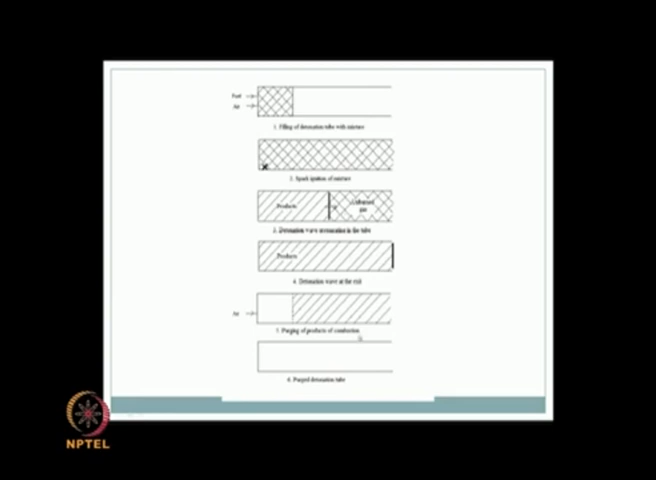 Fuel
Air
1. Filling of detonation tube with mixture
2. Spark ignition of mixture
Products
Unburned
gas
3. Detonation wave in the tube
Products
4. Detonation wave at the exit
Air
5. Purging of products of combustion
6. Purged detonation tube
NPTEL